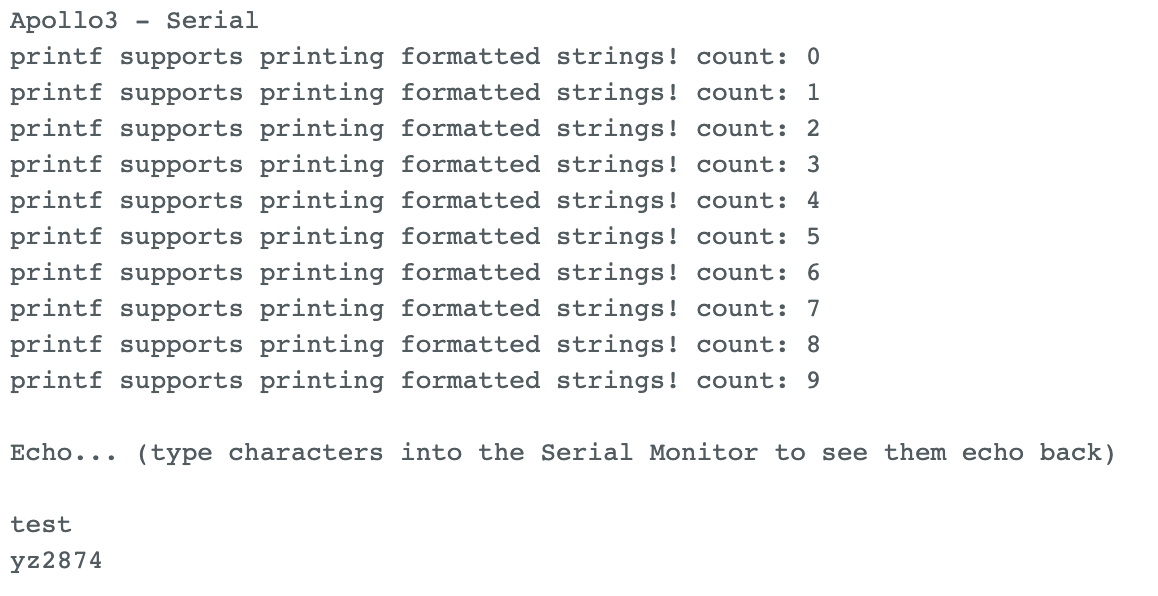 Apollo3 - Serial
printf supports printing formatted strings! count: 0
printf supports printing formatted strings! count: 1
printf supports printing formatted strings! count: 2
printf supports printing formatted strings! count: 3
printf supports printing formatted strings! count: 4
printf supports printing formatted strings! count: 5
printf supports printing formatted strings! count: 6
printf supports printing formatted strings! count: 7
printf supports printing formatted strings! count: 8
printf supports printing formatted strings! count: 9
Echo... (type characters into the Serial Monitor to see them echo back)
test
yz2874